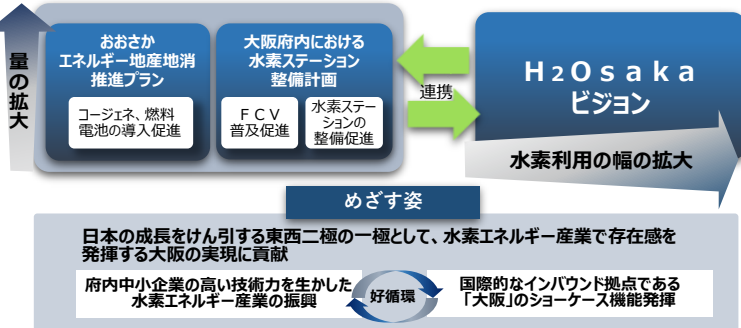 量の拡大
おおさか
エネルギー地産地消
推進プラン
コージェネ、燃料
電池の導入促進
大阪府内における
水素ステーション
整備計画
FCV
普及促進
水素ステー
ションの
整備促進
連携
H2Osaka
ビジョン
水素利用の幅の拡大
めざす姿
日本の成長をけん引する東西二極の一極として、水素エネルギー産業で存在感を
発揮する大阪の実現に貢献
府内中小企業の高い技術力を生かした
水素エネルギー産業の振興
好循環
国際的なインバウンド拠点である
「大阪」のショーケース機能発揮